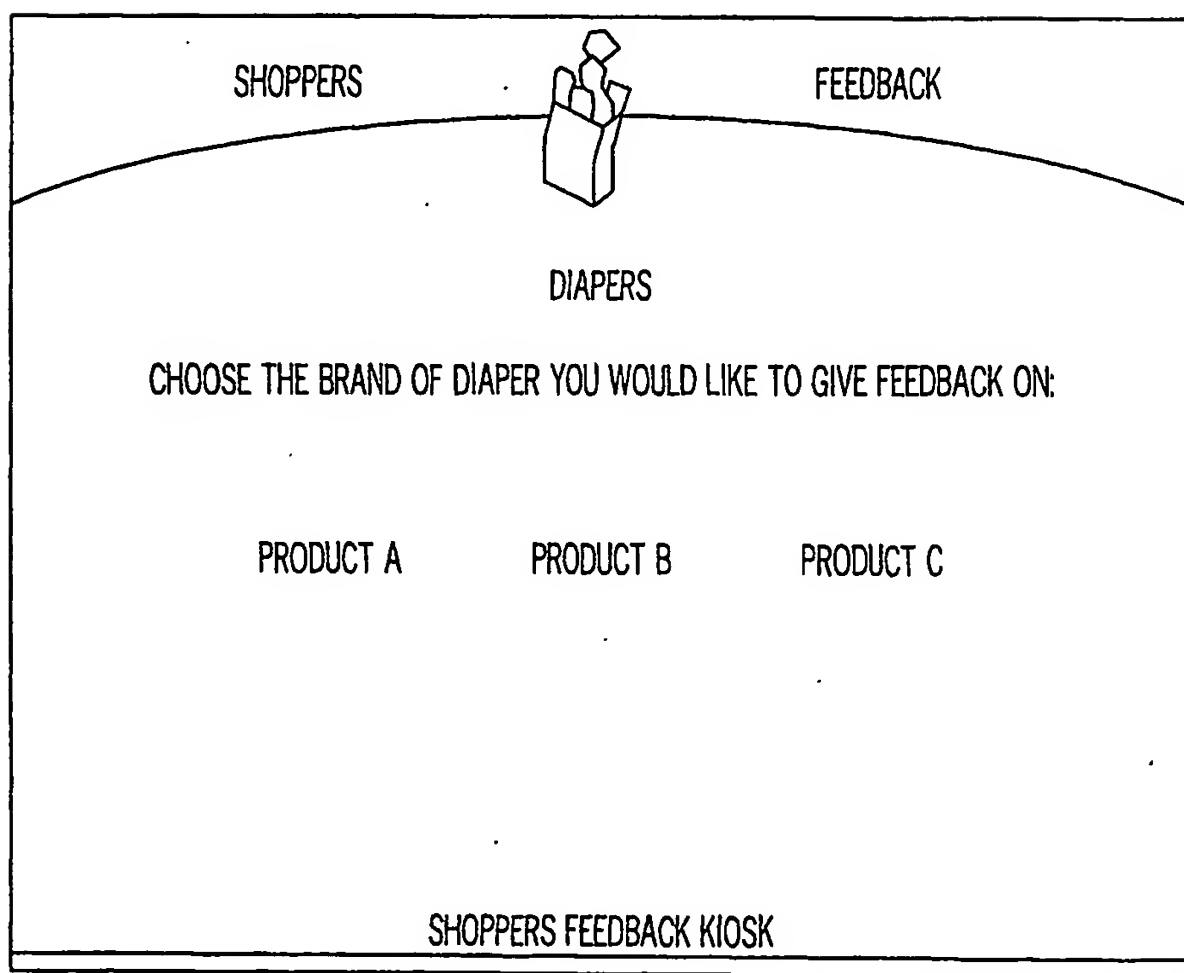 SHOPPERS FEEDBACK
DIAPERS
CHOOSE THE BRAND OF DIAPER YOU WOULD LIKE TO GIVE FEEDBACK ON:
PRODUCT A PRODUCT B PRODUCT C
SHOPPERS FEEDBACK KIOSK